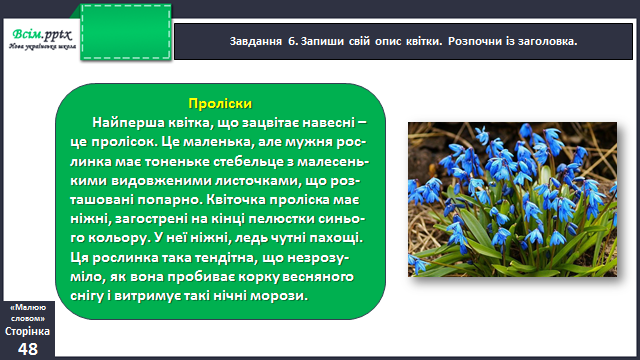 Всім.pptx
Нова українська школа
Завдання 6. Запиши свій опис квітки. Розпочни із заголовка.
Проліски
Найперша квітка, що зацвітає навесні –
це пролісок. Це маленька, але мужня рос-
линка має тоненьке стебельце з малесень-
кими видовженими листочками, що роз-
ташовані попарно. Квіточка проліска має
ніжні, загострені на кінці пелюстки синьо-
го кольору. У неї ніжні, ледь чутні пахощі.
Ця рослинка така тендітна, що незрозу-
міло, як вона пробиває корку весняного
снігу і витримує такі нічні морози.
«Малюю
словом»
Сторінка
48